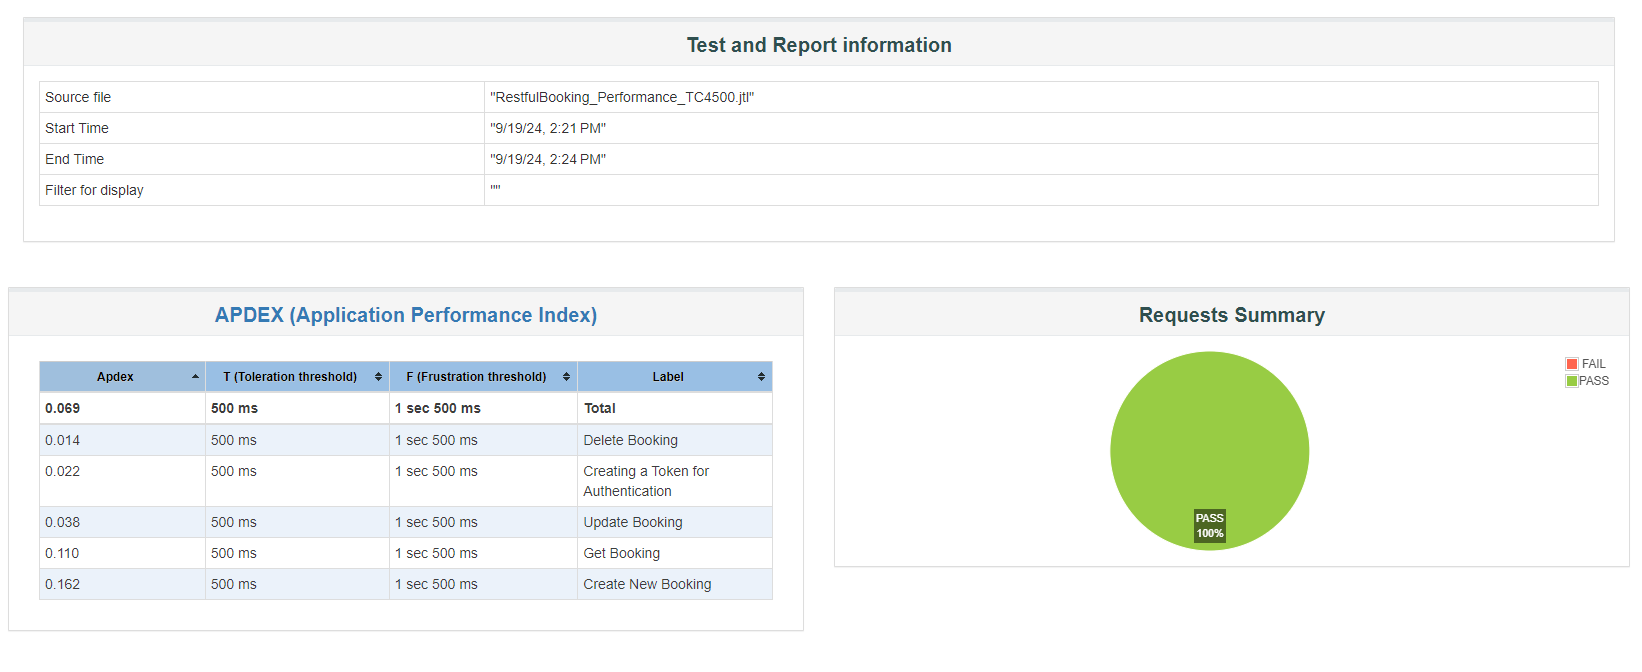 Test and Report information
Source file "RestfulBooking_Performance_TC4500.jtl"
Start Time "9/19/24, 2:21 PM"
End Time "9/19/24, 2:24 PM"
Filter for display ""
APDEX (Application Performance Index)
Apdex T (Toleration threshold) F (Frustration threshold) Label
0.069 500 ms 1 sec 500 ms Total
0.014 500 ms 1 sec 500 ms Delete Booking
0.022 500 ms 1 sec 500 ms Creating a Token for
Authentication
0.038 500 ms 1 sec 500 ms Update Booking
0.110 500 ms 1 sec 500 ms Get Booking
0.162 500 ms 1 sec 500 ms Create New Booking
Requests Summary
FAIL
PASS
PASS
100%